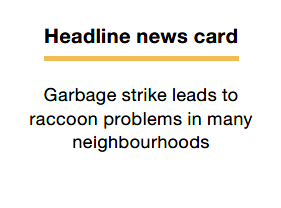 Headline news card
Garbage strike leads to
raccoon problems in many
neighbourhoods